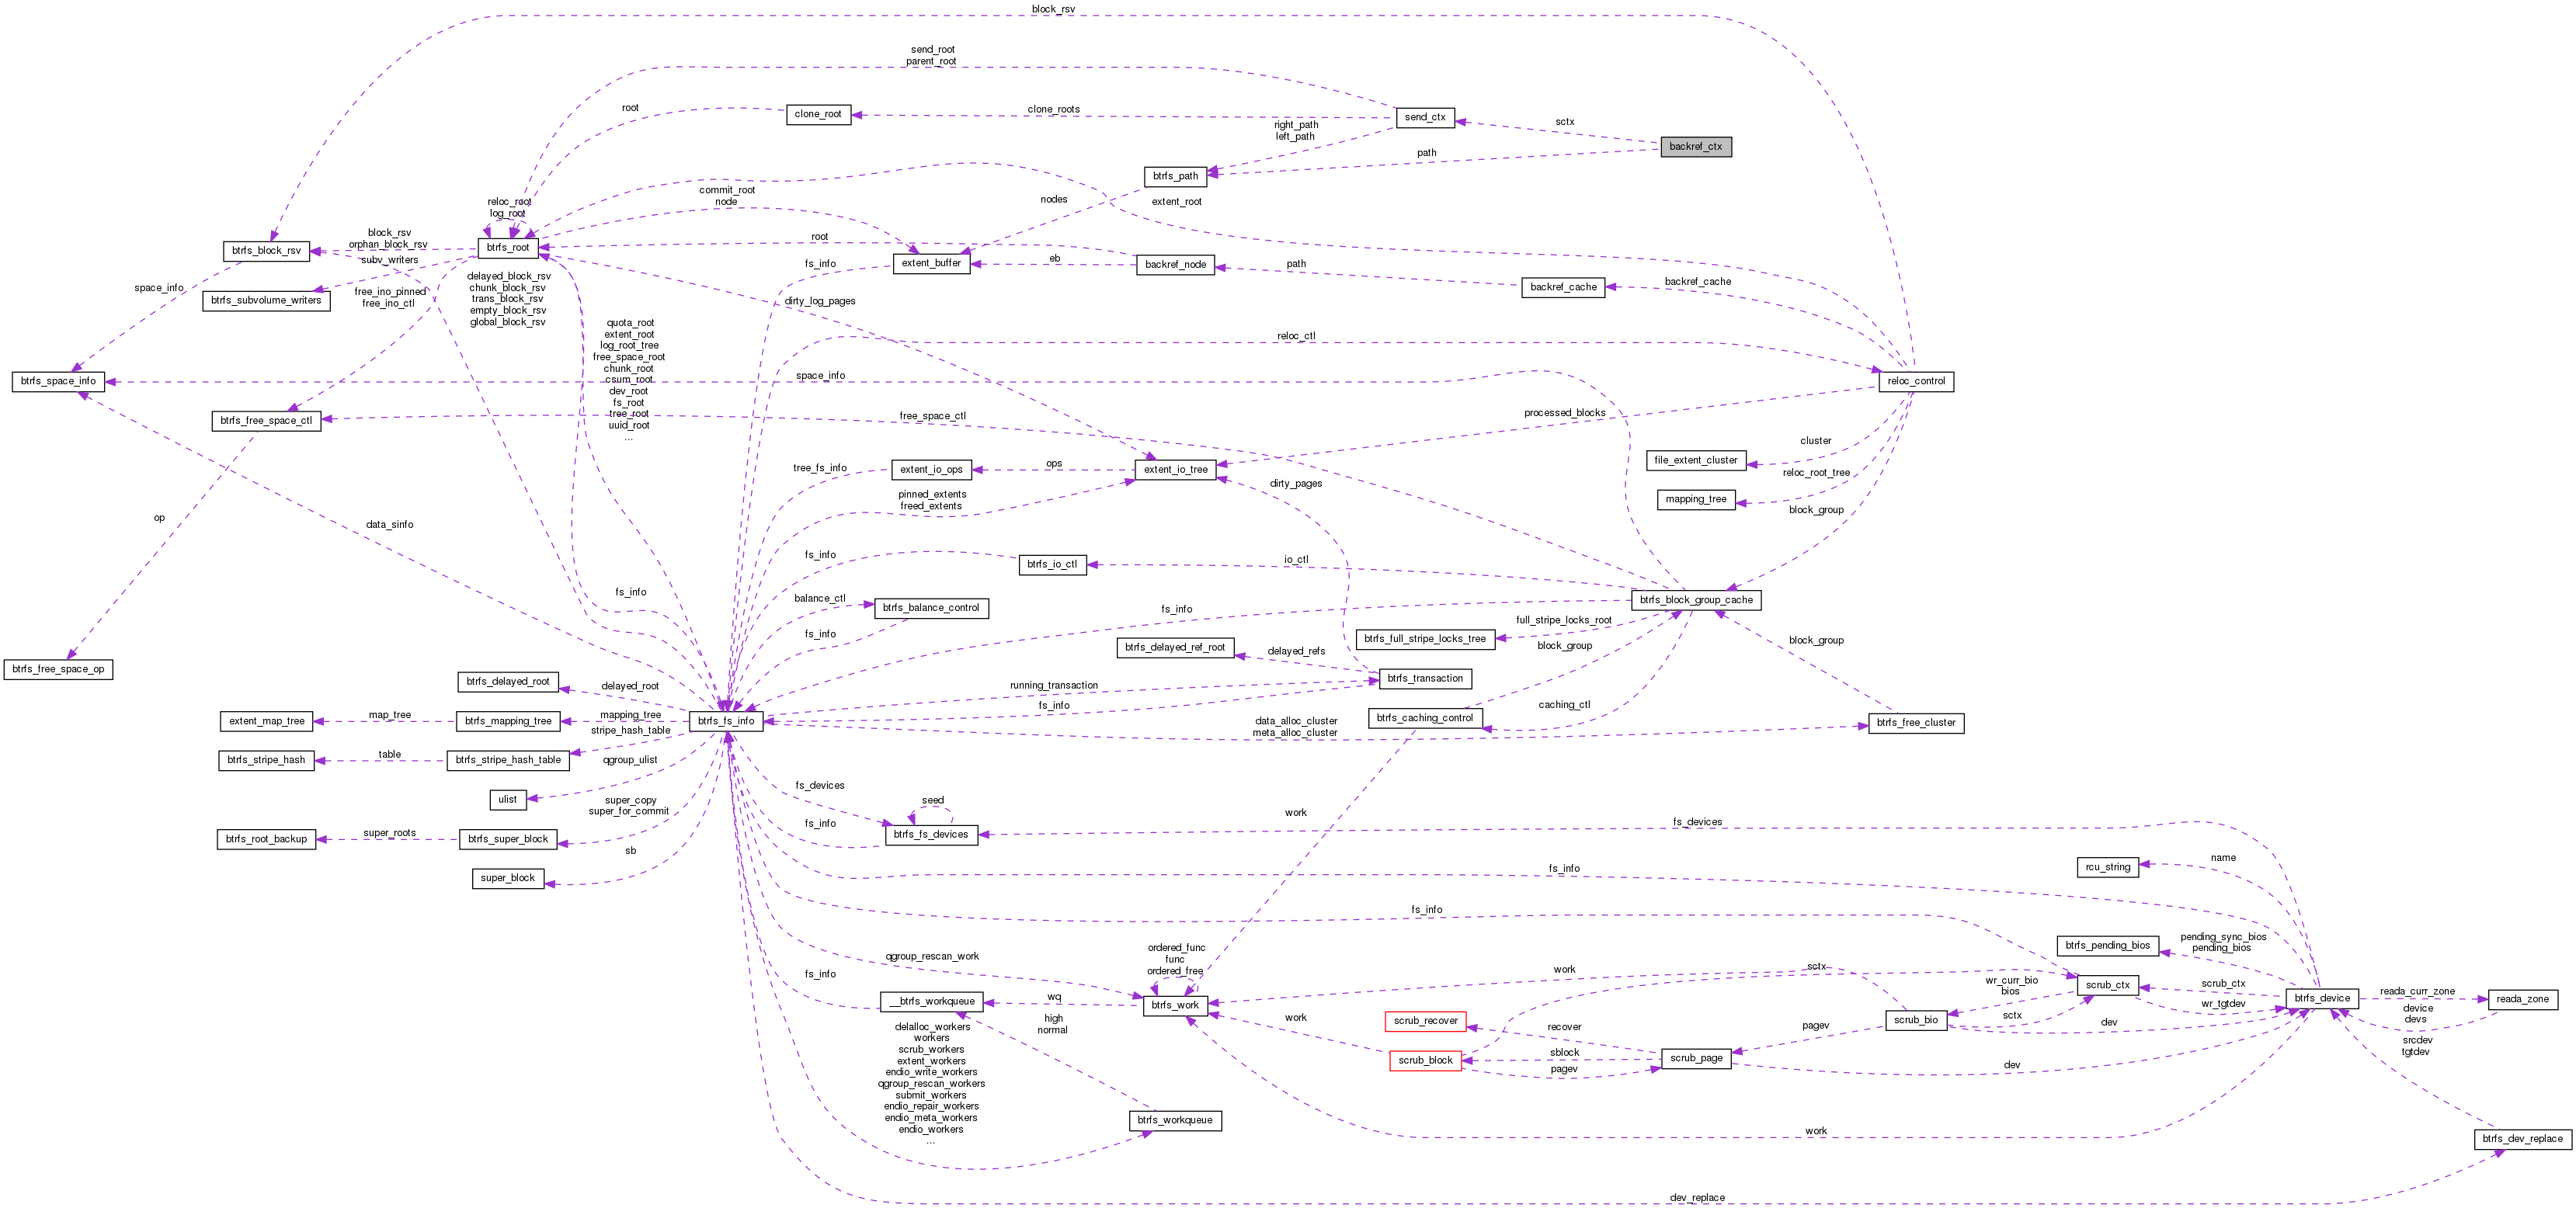 block_rsv
send_root
parent_root
root
clone_root
clone_roots
send_ctx
sctx
right_path
left_path
backref_ctx
path
btrfs_path
commit_root
node
nodes
extent_root
reloc_root
log_root
block_rsv
orphan_block_rsv
btrfs_block_rsv
btrfs_root
root
subv_writers
fs_info
extent_buffer
eb
backref_node
path
backref_cache
backref_cache
space_info
btrfs_subvolume_writers
free_ino_pinned
free_ino_ctl
delayed_block_rsv
chunk_block_rsv
trans_block_rsv
empty_block_rsv
global_block_rsv
dirty_log_pages
quota_root
extent_root
log_root_tree
free_space_root
chunk_root
csum_root
dev_root
fs_root
tree_root
uuid_root
...
reloc_ctl
btrfs_space_info
space_info
reloc_control
btrfs_free_space_ctl
free_space_ctl
processed_blocks
cluster
file_extent_cluster
tree_fs_info
extent_io_ops
ops
extent_io_tree
reloc_root_tree
mapping_tree
pinned_extents
freed_extents
dirty_pages
block_group
op
data_sinfo
fs_info
btrfs_io_ctl
io_ctl
fs_info
balance_ctl
btrfs_balance_control
fs_info
fs_info
btrfs_block_group_cache
full_stripe_locks_root
btrfs_full_stripe_locks_tree
block_group
block_group
btrfs_delayed_ref_root
delayed_refs
btrfs_free_space_op
btrfs_delayed_root
delayed_root
running_transaction
btrfs_transaction
fs_info
caching_ctl
extent_map_tree
map_tree
btrfs_mapping_tree
mapping_tree
btrfs_fs_info
data_alloc_cluster
meta_alloc_cluster
btrfs_caching_control
btrfs_free_cluster
stripe_hash_table
btrfs_stripe_hash
table
btrfs_stripe_hash_table
qgroup_ulist
ulist
fs_devices
seed
super_copy
super_for_commit
work
btrfs_root_backup
super_roots
btrfs_super_block
fs_info
btrfs_fs_devices
fs_devices
sb
super_block
fs_info
name
rcu_string
fs_info
pending_sync_bios
pending_bios
btrfs_pending_bios
qgroup_rescan_work
ordered_func
func
ordered_free
fs_info
work
sctx
wr_curr_bio
bios
scrub_ctx
scrub_ctx
btrfs_device
reada_curr_zone
reada_zone
__btrfs_workqueue
wq
btrfs_work
wr_tgtdev
device
devs
high
normal
work
scrub_recover
recover
pagev
scrub_bio
sctx
dev
delalloc_workers
workers
scrub_workers
extent_workers
endio_write_workers
qgroup_rescan_workers
submit_workers
endio_repair_workers
endio_meta_workers
endio_workers
...
scrub_block
sblock
pagev
scrub_page
dev
srcdev
tgtdev
btrfs_workqueue
work
btrfs_dev_replace
dev_replace